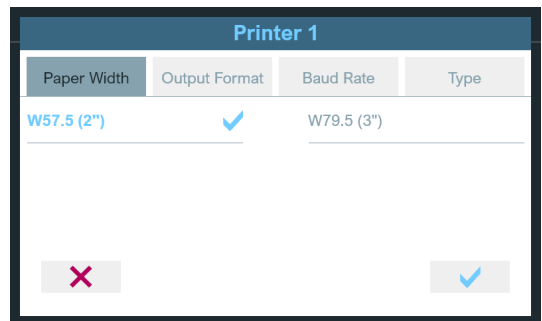 Printer 1
Paper Width Output Format Baud Rate Type
W57.5 (2") W79.5 (3")